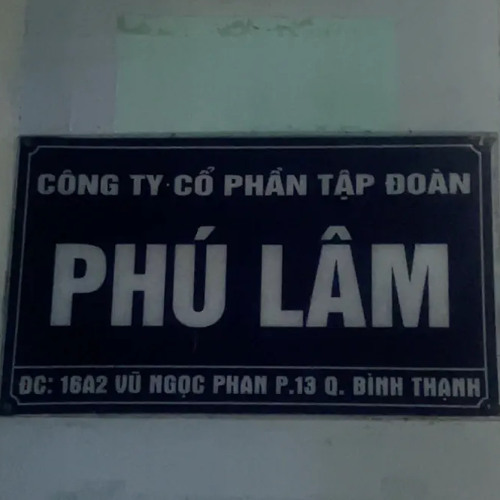 CÔNG TY CỔ PHẦN TẬP ĐOÀN
PHÚ LÂM
ĐC: 16A2 VŨ NGỌC PHAN P.13 Q. BÌNH THẠNH